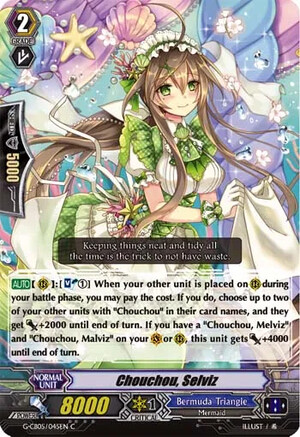 2
GRADE
5000
Keeping things neat and tidy all
the time is the trick to not have waste.
AUTO [1:] [1] When your other unit is placed on during
your battle phase, you may pay the cost. If you do, choose up to two
of your other units with "Chouchou" in their card names, and they
get +2000 until end of turn. If you have a "Chouchou, Melviz"
and "Chouchou, Malviz" on your or, this unit gets +4000
until end of turn.
NORMAL
UNIT
Chouchou, Selviz
POWER 8000 1 CRITICAL
Bermuda Triangle
Mermaid
G-CB05/045EN C
ILLUST /